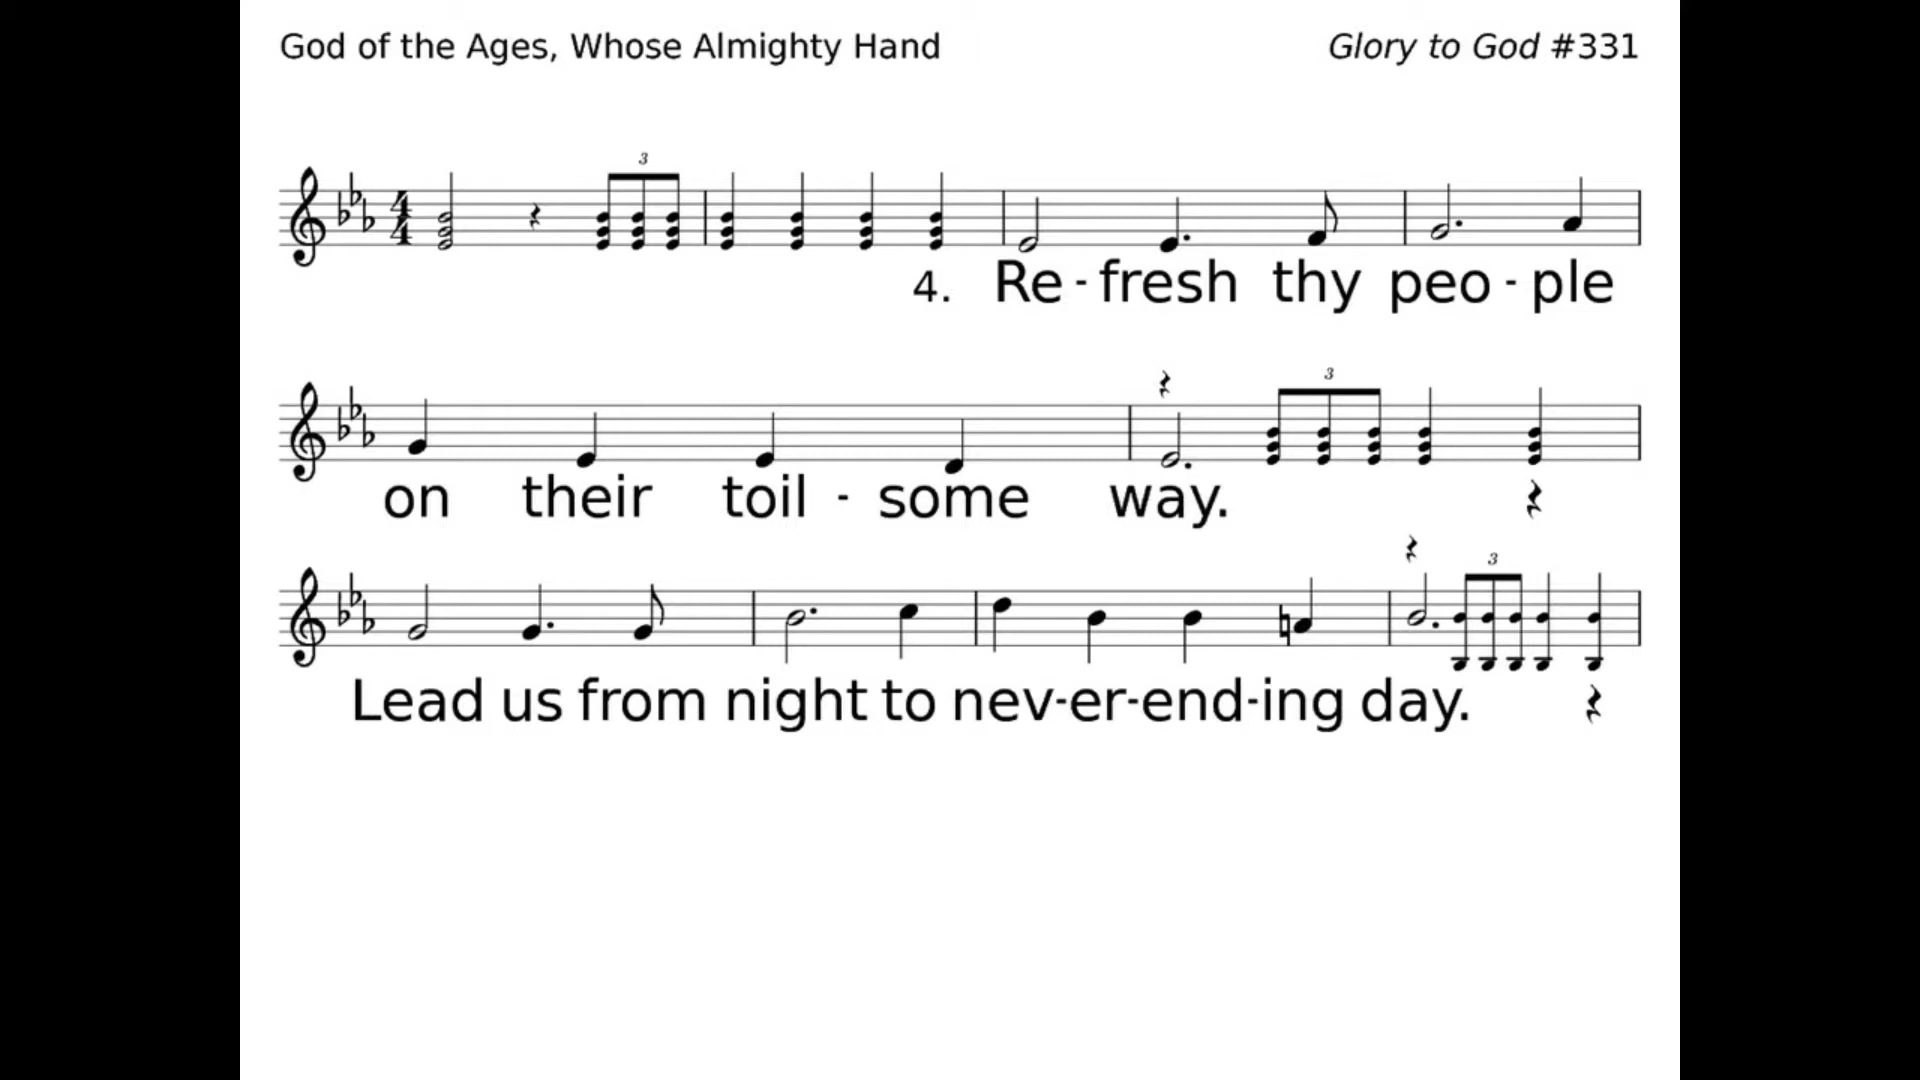 God of the Ages, Whose Almighty Hand Glory to God #331
3
4. Re - fresh thy peo - ple
3
on their toil - some way.
3
Lead us from night to nev-er-end-ing day.